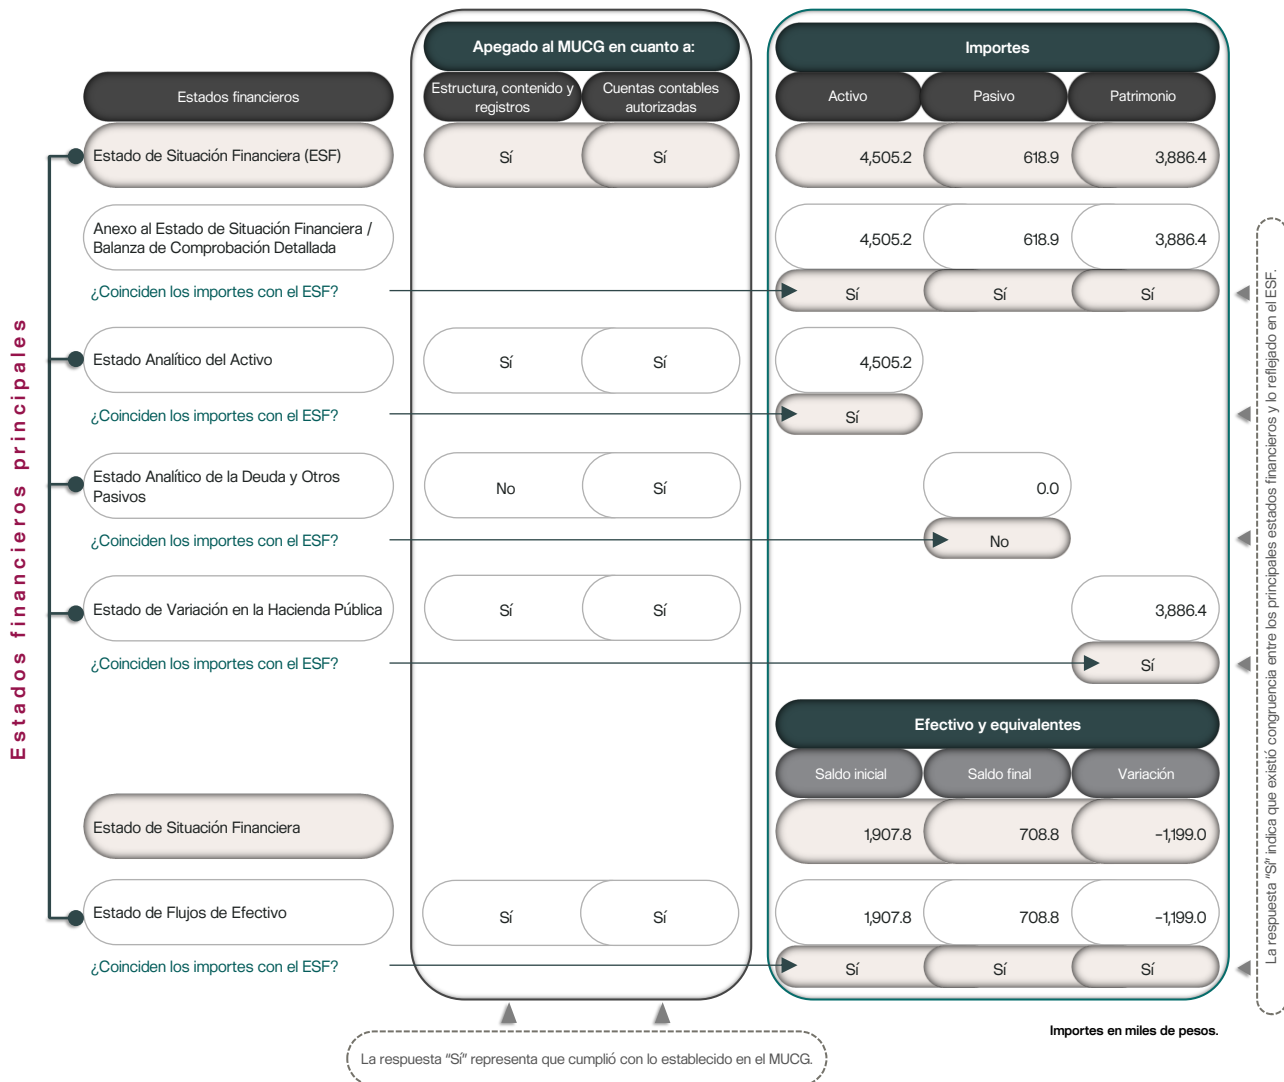 Apegado al MUCG en cuanto a:
Importes
Estados financieros
Estructura, contenido y
registros
Cuentas contables
autorizadas
Activo
Pasivo
Patrimonio
Estados financieros principales
Estado de Situación Financiera (ESF)
Sí
Sí
4,505.2
618.9
3,886.4
Anexo al Estado de Situación Financiera /
Balanza de Comprobación Detallada
4,505.2
618.9
3,886.4
¿Coinciden los importes con el ESF?
Sí
Sí
Sí
Estado Analítico del Activo
Sí
Sí
4,505.2
¿Coinciden los importes con el ESF?
Sí
Estado Analítico de la Deuda y Otros
Pasivos
No
Sí
0.0
¿Coinciden los importes con el ESF?
No
Estado de Variación en la Hacienda Pública
Sí
Sí
3,886.4
¿Coinciden los importes con el ESF?
Sí
Efectivo y equivalentes
Saldo inicial
Saldo final
Variación
Estado de Situación Financiera
1,907.8
708.8
-1,199.0
Estado de Flujos de Efectivo
Sí
Sí
1,907.8
708.8
-1,199.0
¿Coinciden los importes con el ESF?
Sí
Sí
Sí
La respuesta "Sí" indica que existió congruencia entre los principales estados financieros y lo reflejado en el ESF.
Importes en miles de pesos.
La respuesta "Sí" representa que cumplió con lo establecido en el MUCG.